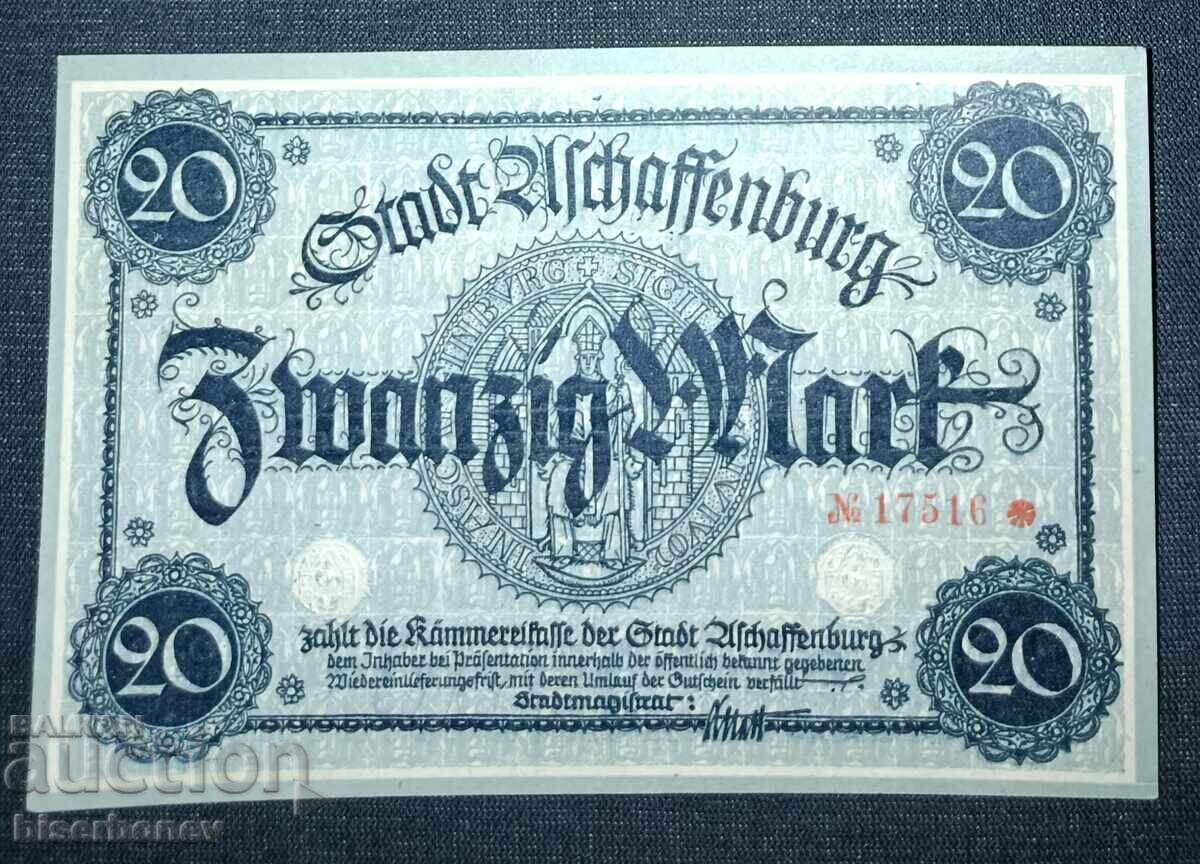 20 20
Stadt Aschaffenburg
Zwanzig Mark
№ 17516
zahlt die Kämmereikasse der Stadt Aschaffenburg
dem Inhaber bei Präsentation innerhalb der öffentlich bekannt gegebenen
Wiedereinlieferungsfrist, mit deren Umlauf der Gutschein verfällt
Stadtmagistrat:
20 20
BALKAN
auction
biserbonev